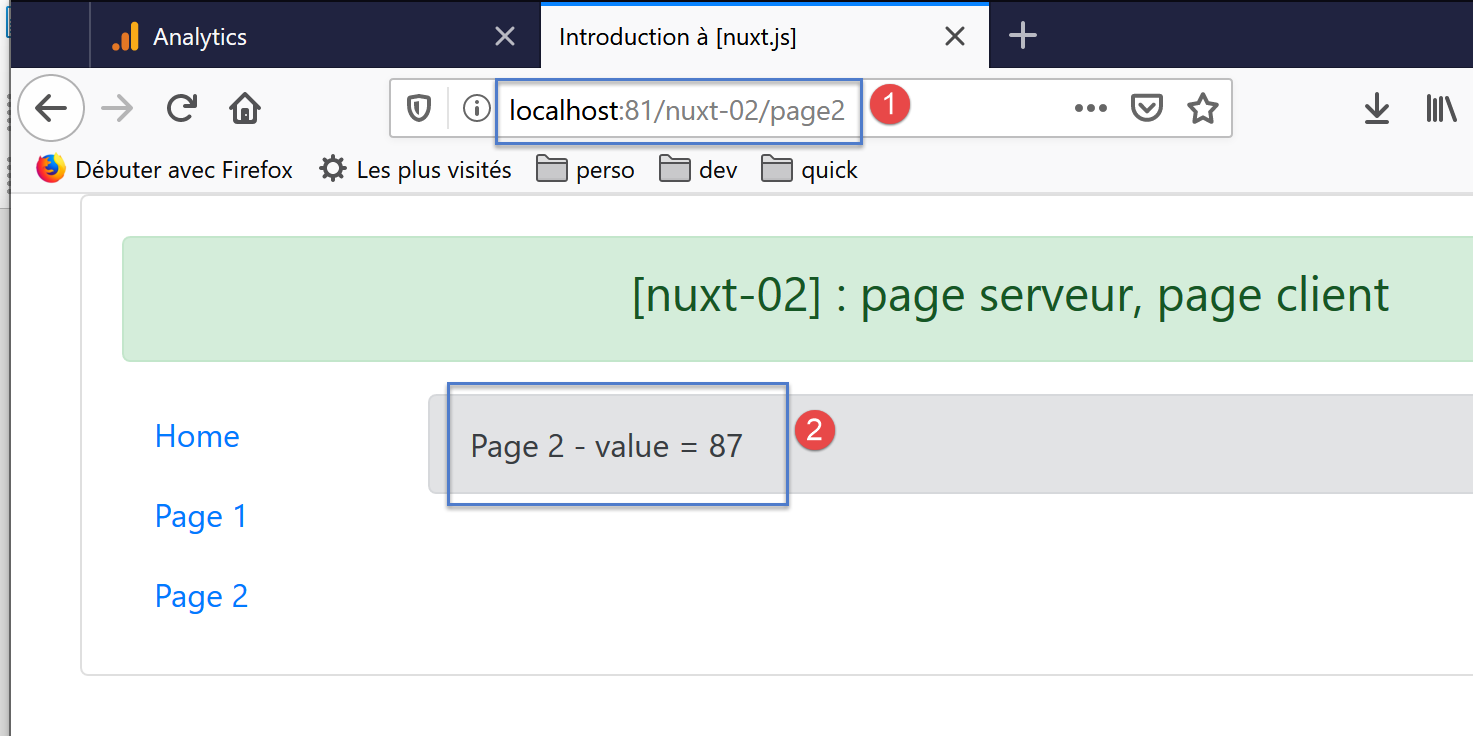 Analytics
Introduction à [nuxt.js]
localhost:81/nuxt-02/page2
1
Débuter avec Firefox
Les plus visités
perso
dev
quick
[nuxt-02] : page serveur, page client
Home
Page 1
Page 2
Page 2 - value = 87
2